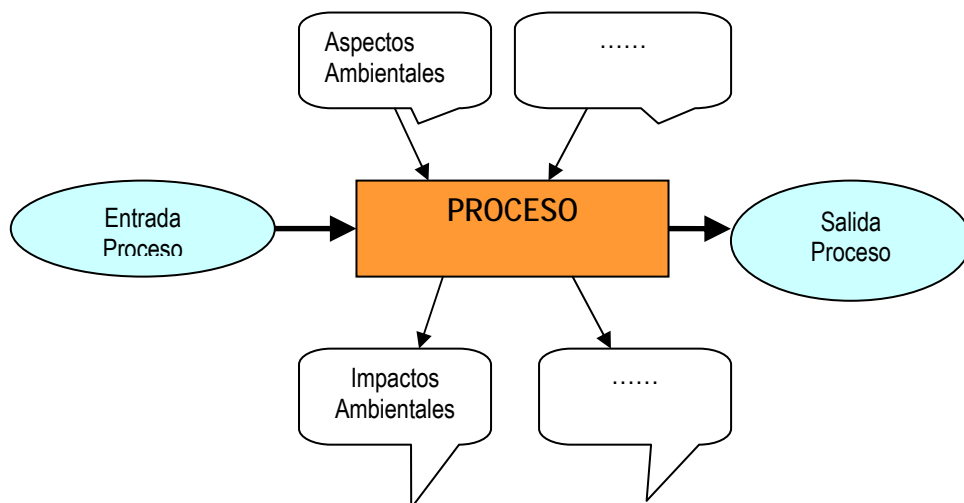 Aspectos
Ambientales
……
PROCESO
Entrada
Proceso
Salida
Proceso
Impactos
Ambientales
……